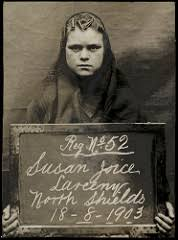 Reg Nº 52
Susan Joice
Larceny
North Shields
18-8-1903